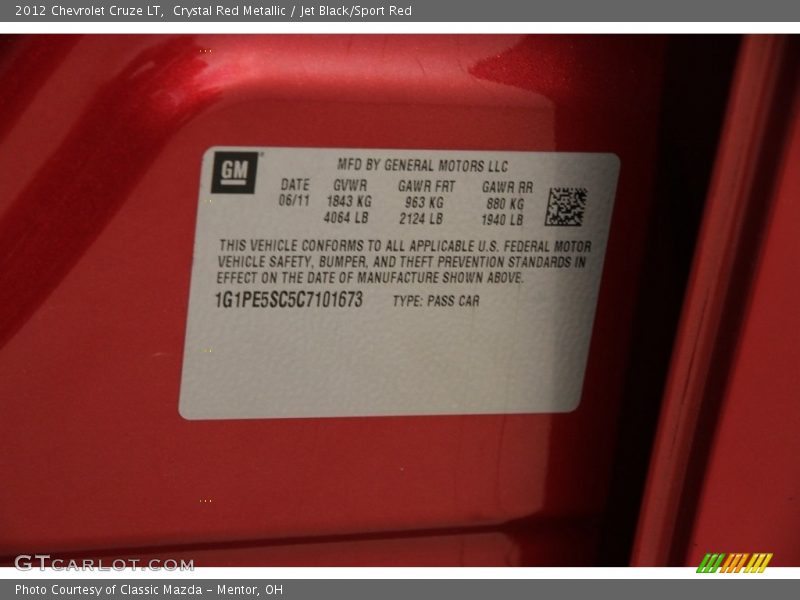 2012 Chevrolet Cruze LT,  Crystal Red Metallic / Jet Black/Sport Red
GM
MFD BY GENERAL MOTORS LLC
DATE GVWR GAWR FRT GAWR RR
06/11 1843 KG 963 KG 880 KG
4064 LB 2124 LB 1940 LB
THIS VEHICLE CONFORMS TO ALL APPLICABLE U.S. FEDERAL MOTOR
VEHICLE SAFETY, BUMPER, AND THEFT PREVENTION STANDARDS IN
EFFECT ON THE DATE OF MANUFACTURE SHOWN ABOVE.
1G1PE5SC5C7101673 TYPE: PASS CAR
GTCARLOT.COM
Photo Courtesy of Classic Mazda - Mentor, OH